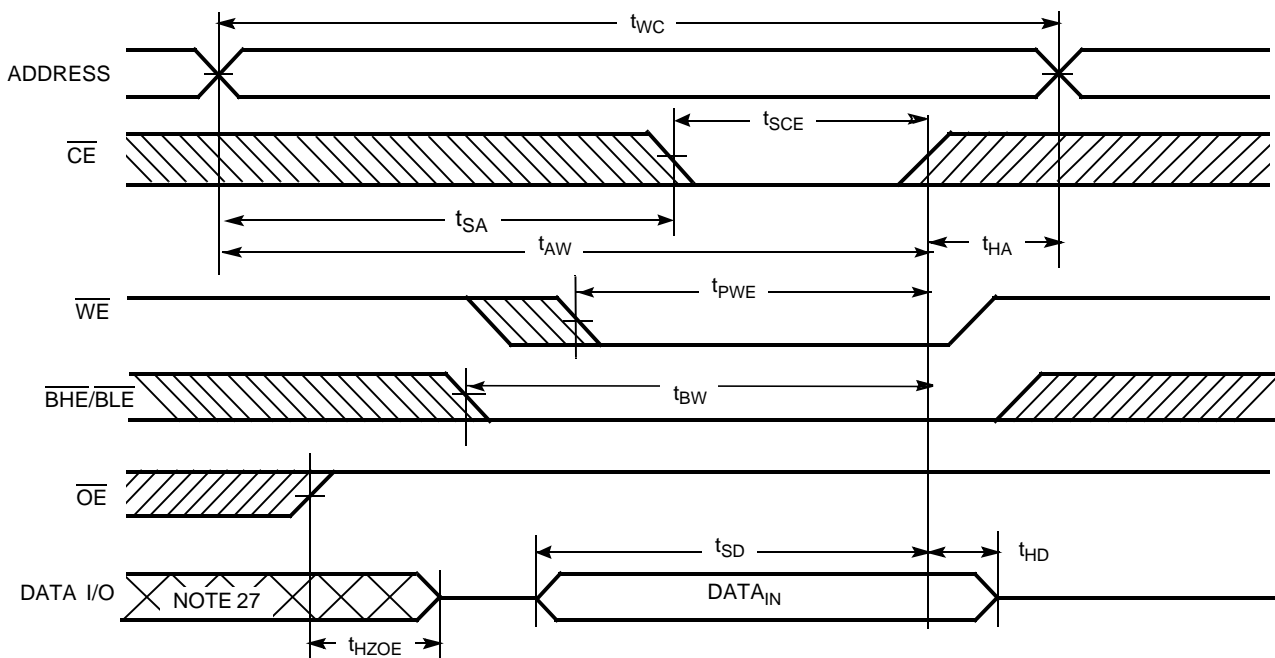 tWC
ADDRESS
tSCE
CE
tSA
tAW
tHA
tPWE
WE
tBW
BHE/BLE
OE
tSD
tHD
DATA I/O
NOTE 27
DATAIN
tHZOE